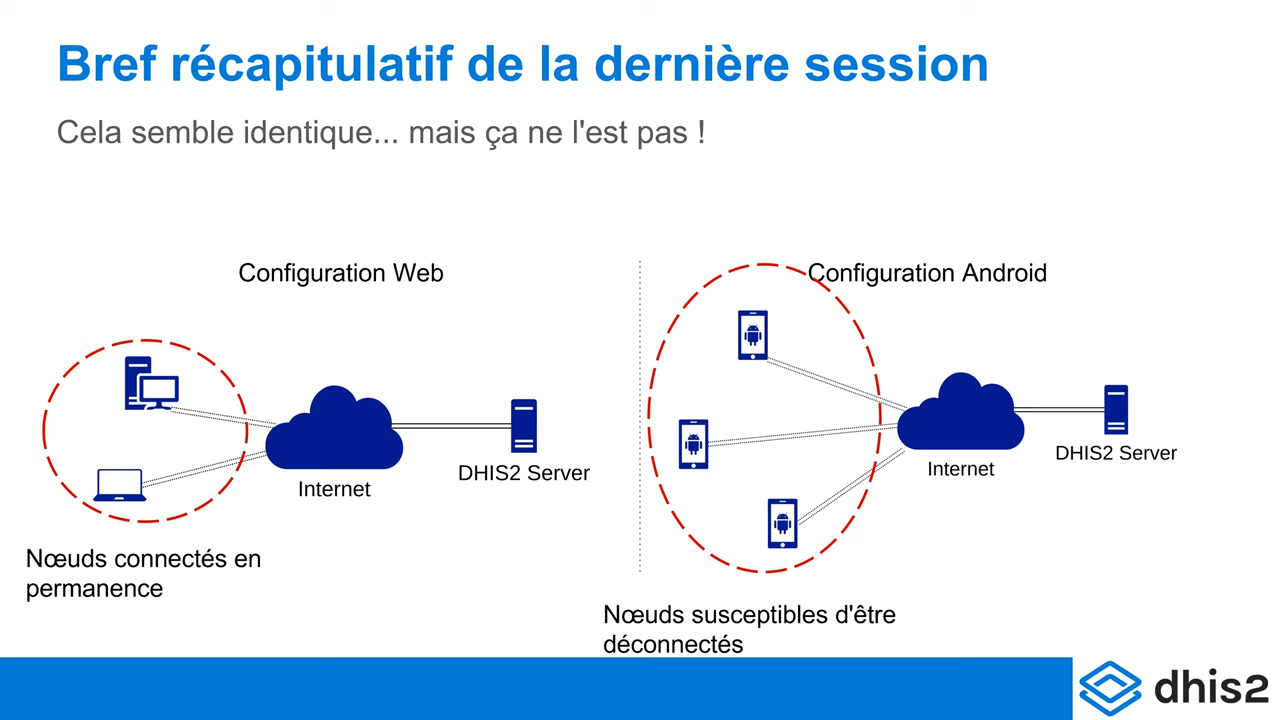 Bref récapitulatif de la dernière session
Cela semble identique... mais ça ne l'est pas !
Configuration Web
Internet
DHIS2 Server
Nœuds connectés en
permanence
Configuration Android
Internet
DHIS2 Server
Nœuds susceptibles d'être
déconnectés
dhis2